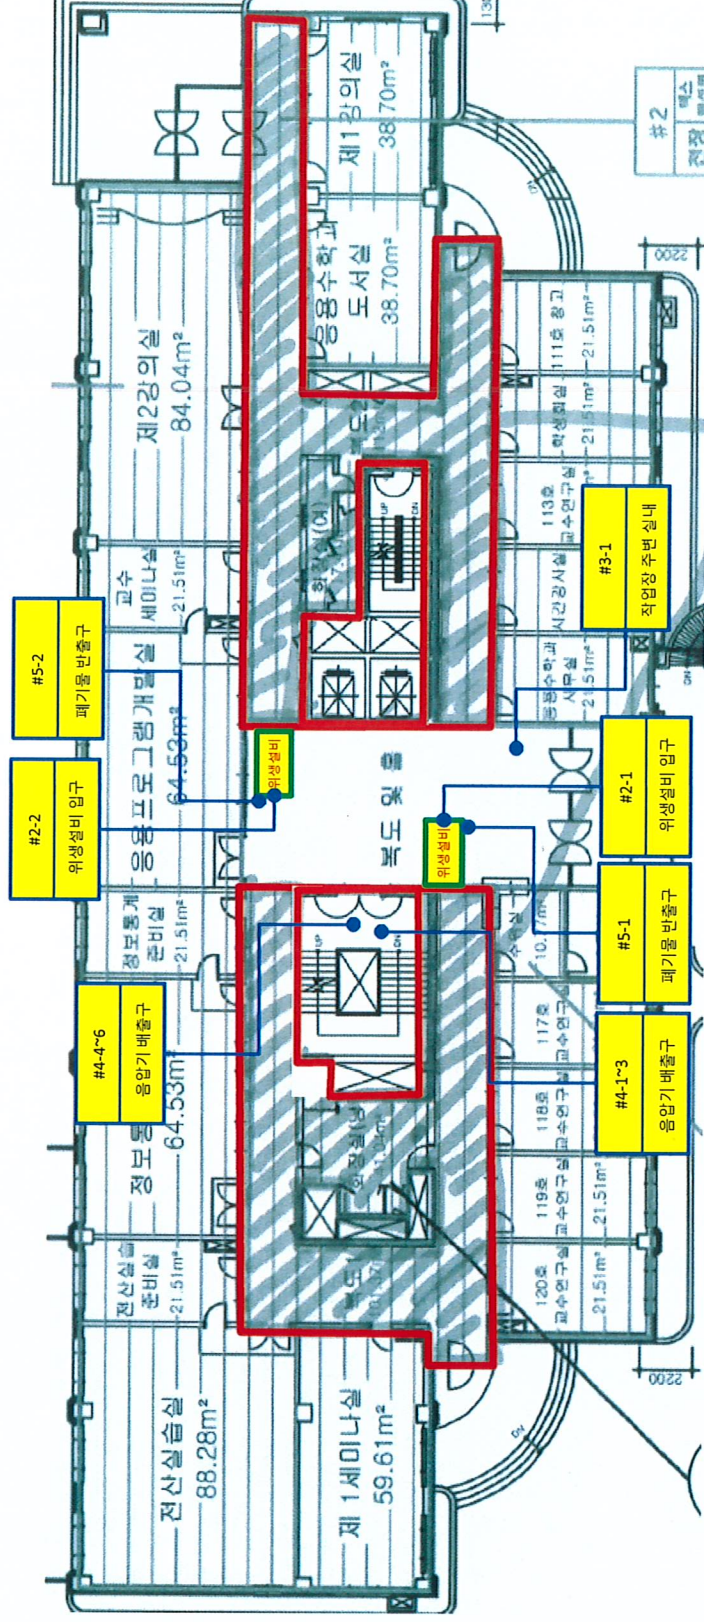 전산실습실
88.28m²
제 1세미나실
59.61m²
전산실습
준비실
21.51m²
64.53m²
정보통계
준비실
21.51m²
응용프로그램개발실
64.53m²
교수
세미나실
21.51m²
제2강의실
84.04m²
제1강의실
38.70m²
응용수학과
도서실
38.70m²
복도 및 홀
위생설비
위생설비
120호
교수연구실
21.51m²
119호
교수연구실
21.51m²
118호
교수연구실
117호
교수연구실
응용수학과
사무실
21.51m²
시간강사실
113호
교수연구실
학생회실
21.51m²
111호 창고
21.51m²
#5-2
폐기물 반출구
#2-2
위생설비 입구
#4-4~6
음압기 배출구
#3-1
작업장 주변 실내
#2-1
위생설비 입구
#5-1
폐기물 반출구
#4-1~3
음압기 배출구
#2
UP
DN
UP
DN
DN
DN
2200
2200